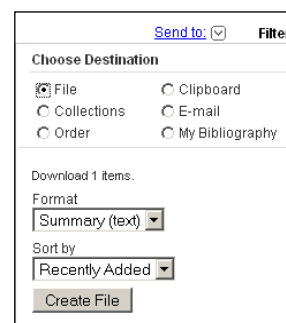 Send to: Filte
Choose Destination
File Clipboard
Collections E-mail
Order My Bibliography
Download 1 items.
Format
Summary (text)
Sort by
Recently Added
Create File